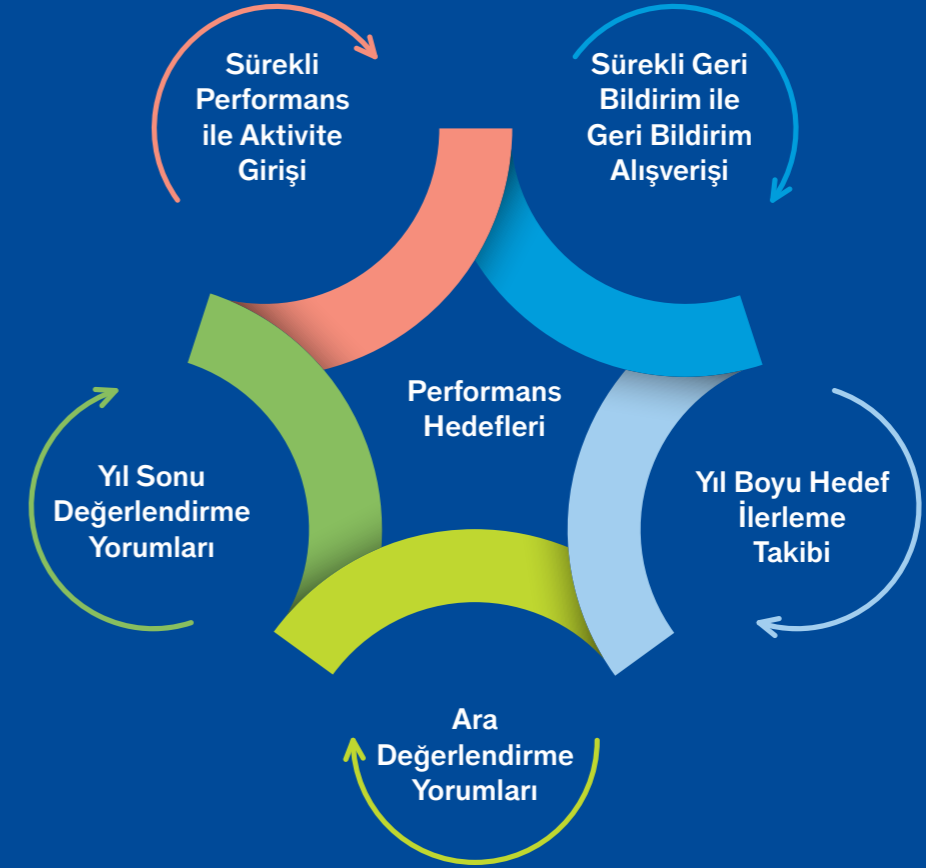 Sürekli
Performans
ile Aktivite
Girişi
Sürekli Geri
Bildirim ile
Geri Bildirim
Alışverişi
Performans
Hedefleri
Yıl Boyu Hedef
İlerleme
Takibi
Ara
Değerlendirme
Yorumları
Yıl Sonu
Değerlendirme
Yorumları